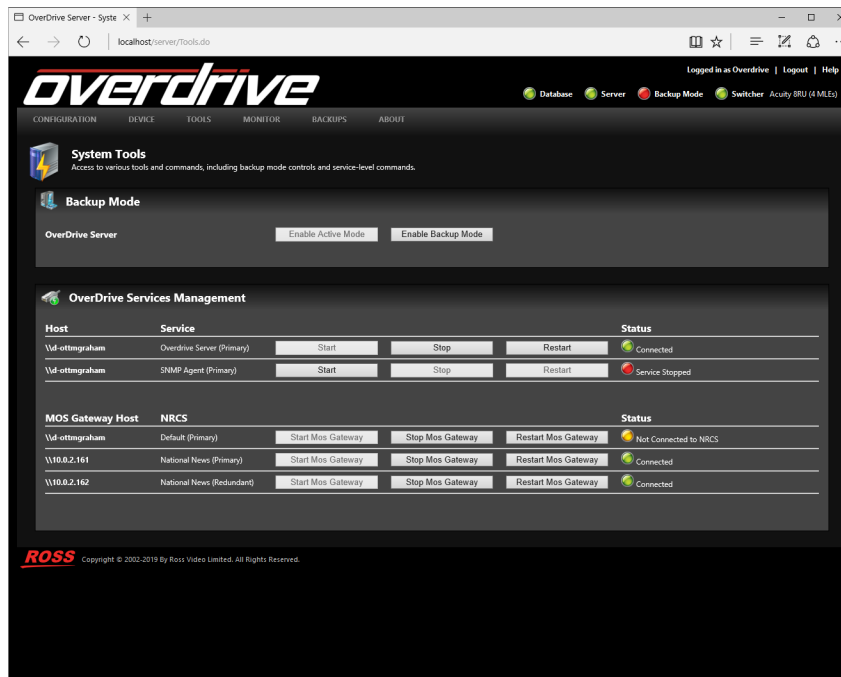 OverDrive Server - Syste
localhost/server/Tools.do
Logged in as Overdrive | Logout | Help
overdrive
Database Server Backup Mode Switcher Acuity 8RU (4 MLEs)
CONFIGURATION DEVICE TOOLS MONITOR BACKUPS ABOUT
System Tools
Access to various tools and commands, including backup mode controls and service-level commands.
Backup Mode
OverDrive Server Enable Active Mode Enable Backup Mode
OverDrive Services Management
Host Service Status
\\d-ottmgraham Overdrive Server (Primary) Start Stop Restart Connected
\\d-ottmgraham SNMP Agent (Primary) Start Stop Restart Service Stopped
MOS Gateway Host NRCS Status
\\d-ottmgraham Default (Primary) Start Mos Gateway Stop Mos Gateway Restart Mos Gateway Not Connected to NRCS
\\10.0.2.161 National News (Primary) Start Mos Gateway Stop Mos Gateway Restart Mos Gateway Connected
\\10.0.2.162 National News (Redundant) Start Mos Gateway Stop Mos Gateway Restart Mos Gateway Connected
ROSS Copyright © 2002-2019 By Ross Video Limited. All Rights Reserved.